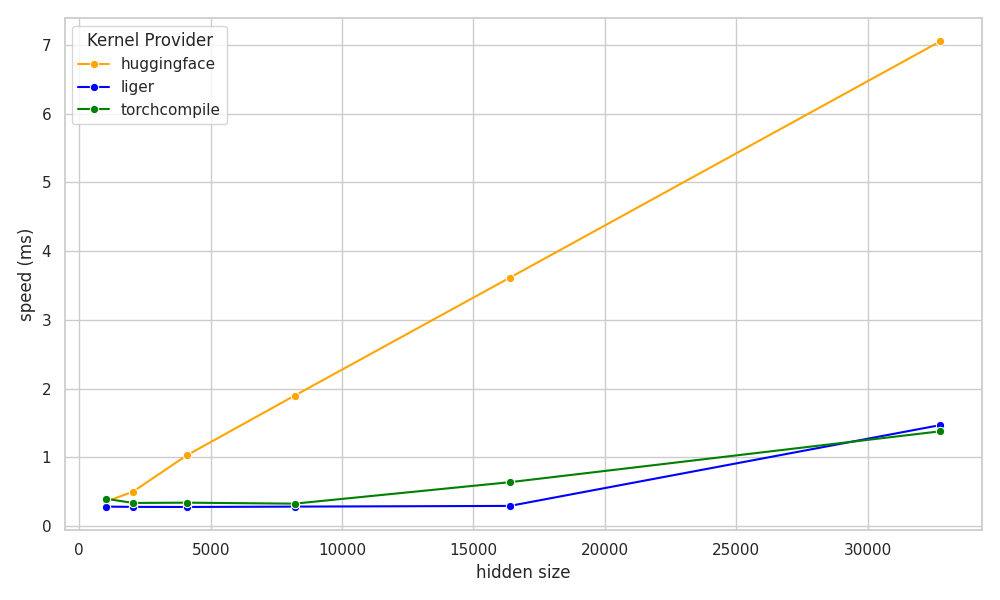 Kernel Provider
huggingface
liger
torchcompile
speed (ms)
7
6
5
4
3
2
1
0
0 5000 10000 15000 20000 25000 30000
hidden size